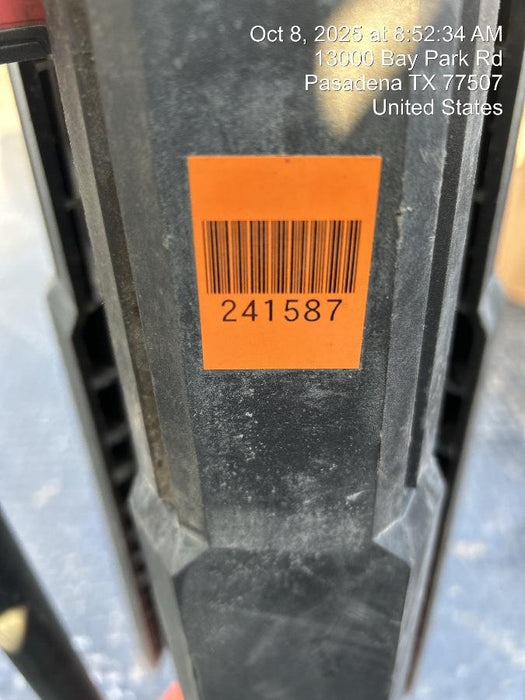 Oct 8, 2025 at 8:52:34 AM
13000 Bay Park Rd
Pasadena TX 77507
United States
241587